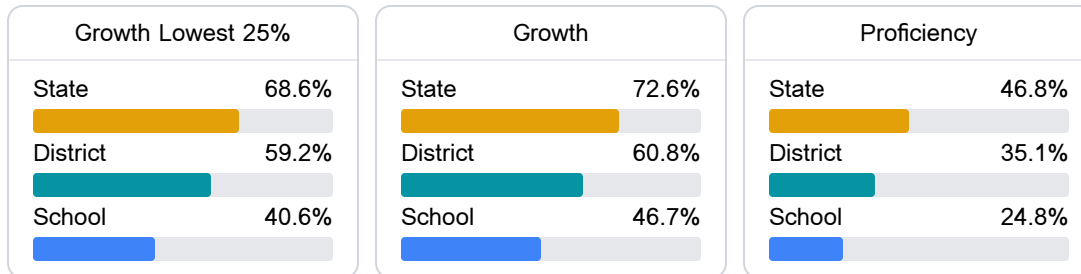 Growth Lowest 25%
State 68.6%
District 59.2%
School 40.6%
Growth
State 72.6%
District 60.8%
School 46.7%
Proficiency
State 46.8%
District 35.1%
School 24.8%